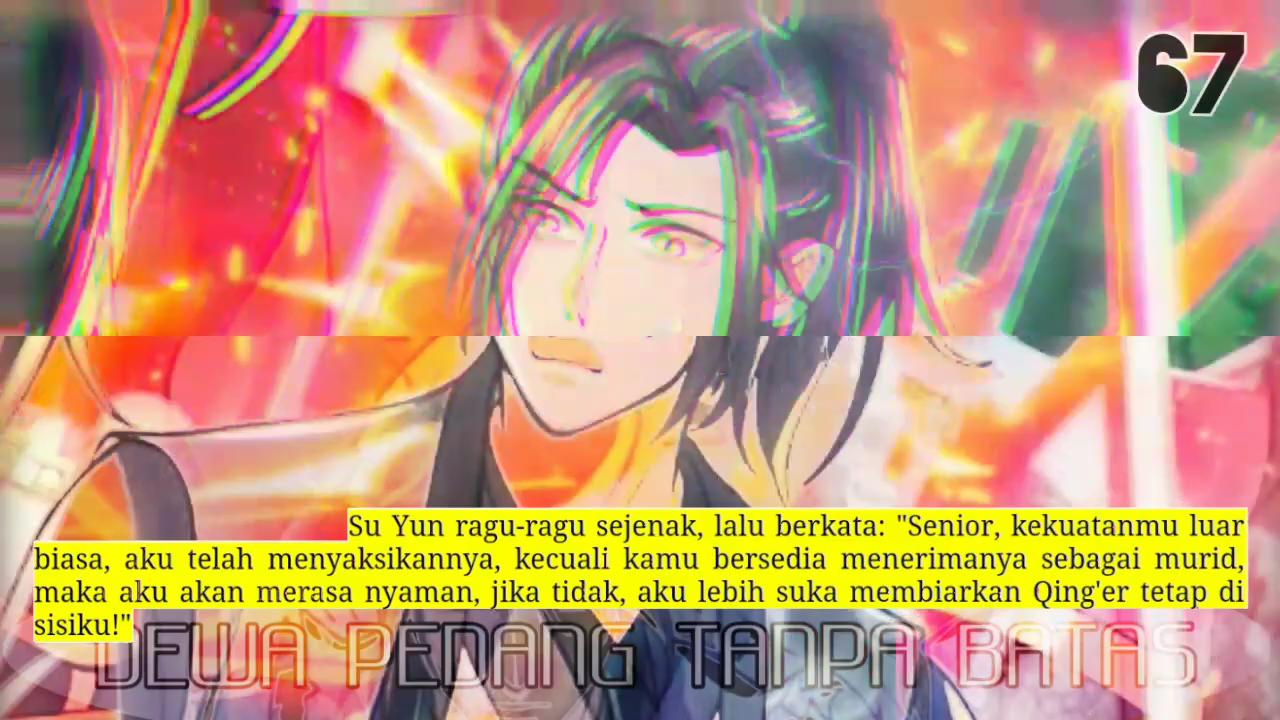 67
Su Yun ragu-ragu sejenak, lalu berkata: "Senior, kekuatanmu luar
biasa, aku telah menyaksikannya, kecuali kamu bersedia menerimanya sebagai murid,
maka aku akan merasa nyaman, jika tidak, aku lebih suka membiarkan Qing'er tetap di
sisiku!"
DEWA PEDANG TANPA BATAS